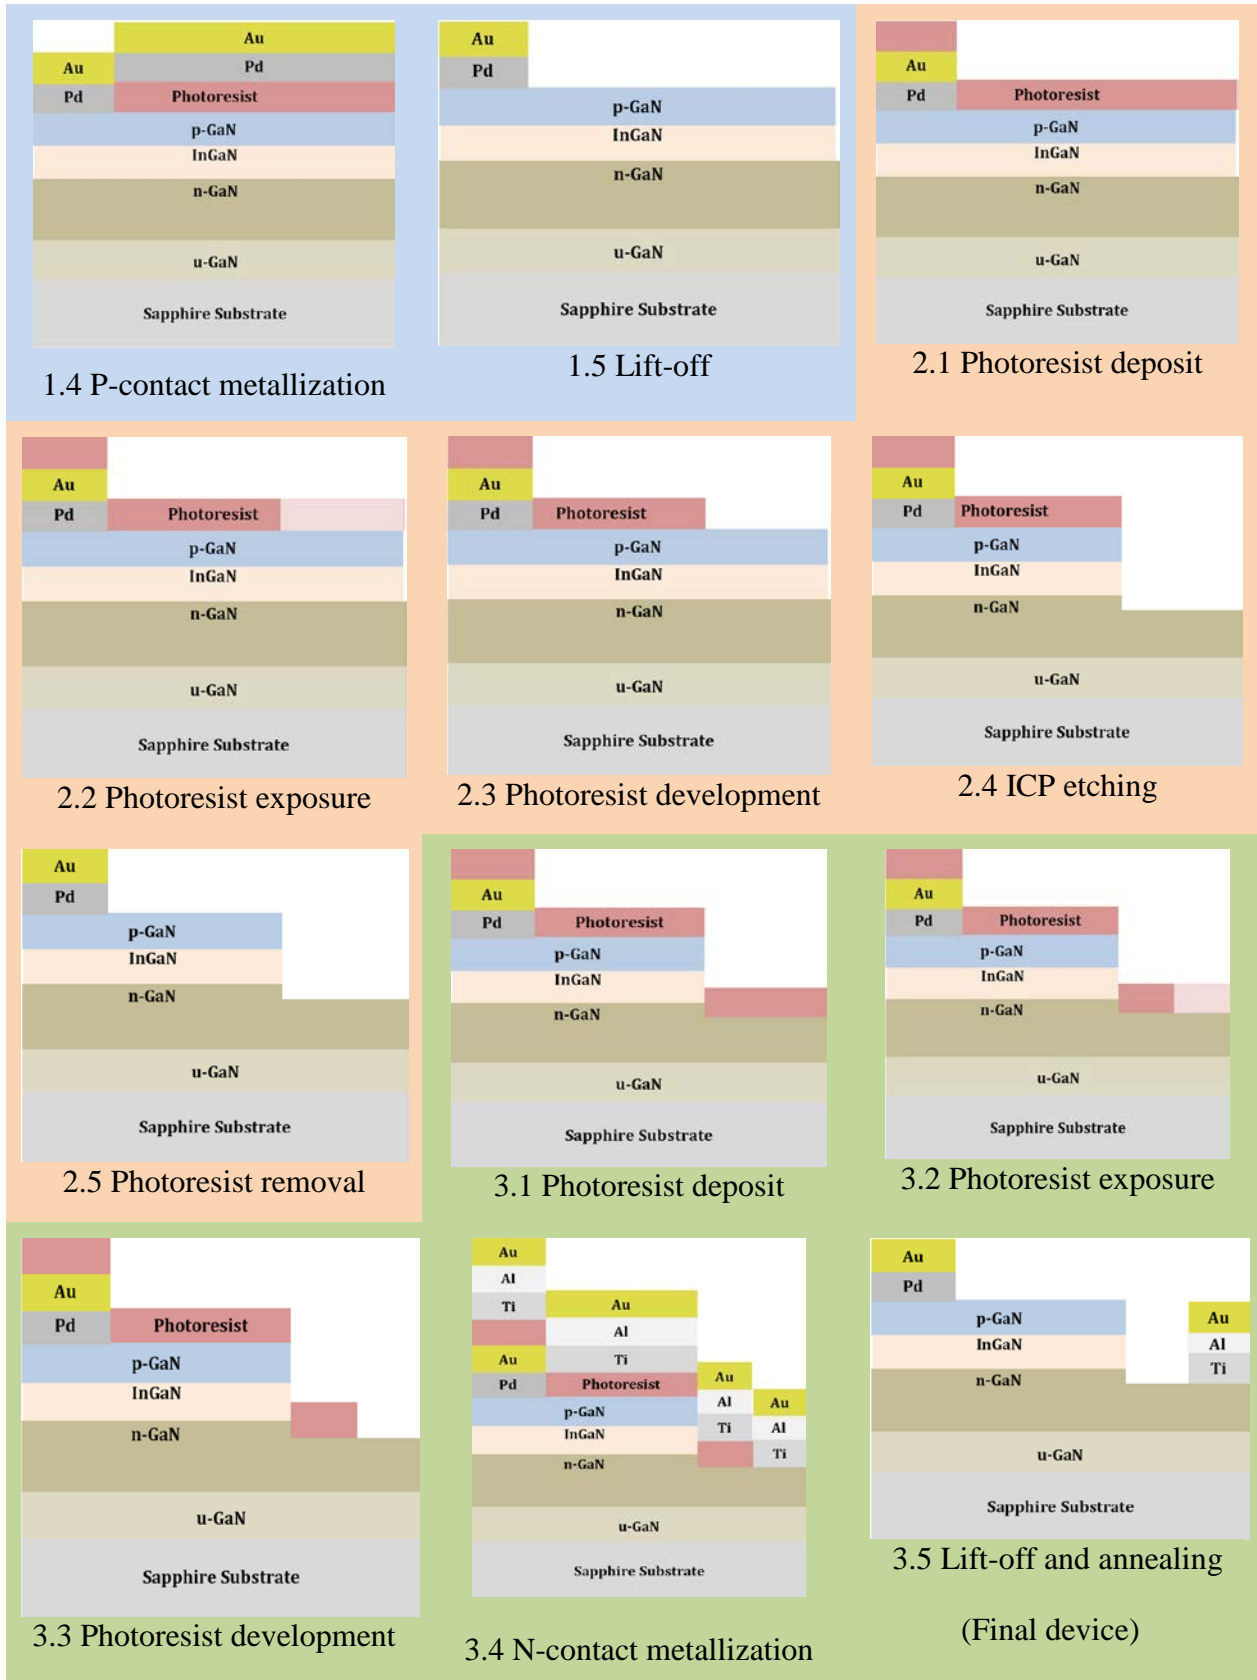 Au
Au
Pd
Pd
Photoresist
p-GaN
InGaN
n-GaN
u-GaN
Sapphire Substrate
1.4 P-contact metallization
Au
Pd
p-GaN
InGaN
n-GaN
u-GaN
Sapphire Substrate
1.5 Lift-off
Au
Pd
Photoresist
p-GaN
InGaN
n-GaN
u-GaN
Sapphire Substrate
2.1 Photoresist deposit
Au
Pd
Photoresist
p-GaN
InGaN
n-GaN
u-GaN
Sapphire Substrate
2.2 Photoresist exposure
Au
Pd
Photoresist
p-GaN
InGaN
n-GaN
u-GaN
Sapphire Substrate
2.3 Photoresist development
Au
Pd
Photoresist
p-GaN
InGaN
n-GaN
u-GaN
Sapphire Substrate
2.4 ICP etching
Au
Pd
p-GaN
InGaN
n-GaN
u-GaN
Sapphire Substrate
2.5 Photoresist removal
Au
Pd
Photoresist
p-GaN
InGaN
n-GaN
u-GaN
Sapphire Substrate
3.1 Photoresist deposit
Au
Pd
Photoresist
p-GaN
InGaN
n-GaN
u-GaN
Sapphire Substrate
3.2 Photoresist exposure
Au
Pd
Photoresist
p-GaN
InGaN
n-GaN
u-GaN
Sapphire Substrate
3.3 Photoresist development
Au
Al
Ti
Au
Al
Au
Ti
Au
Pd
Photoresist
Al
Au
p-GaN
Ti
Al
InGaN
Ti
n-GaN
u-GaN
Sapphire Substrate
3.4 N-contact metallization
Au
Pd
p-GaN
Au
InGaN
Al
Ti
n-GaN
u-GaN
Sapphire Substrate
3.5 Lift-off and annealing
(Final device)